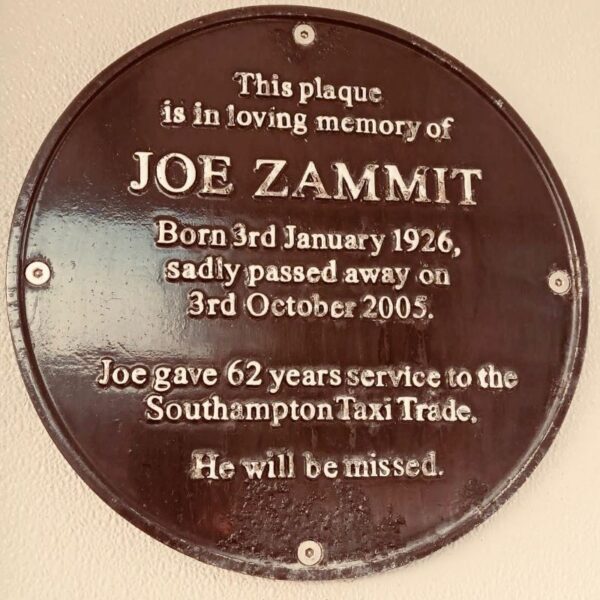 This plaque
is in loving memory of
JOE ZAMMIT
Born 3rd January 1926,
sadly passed away on
3rd October 2005.
Joe gave 62 years service to the
Southampton Taxi Trade.
He will be missed.